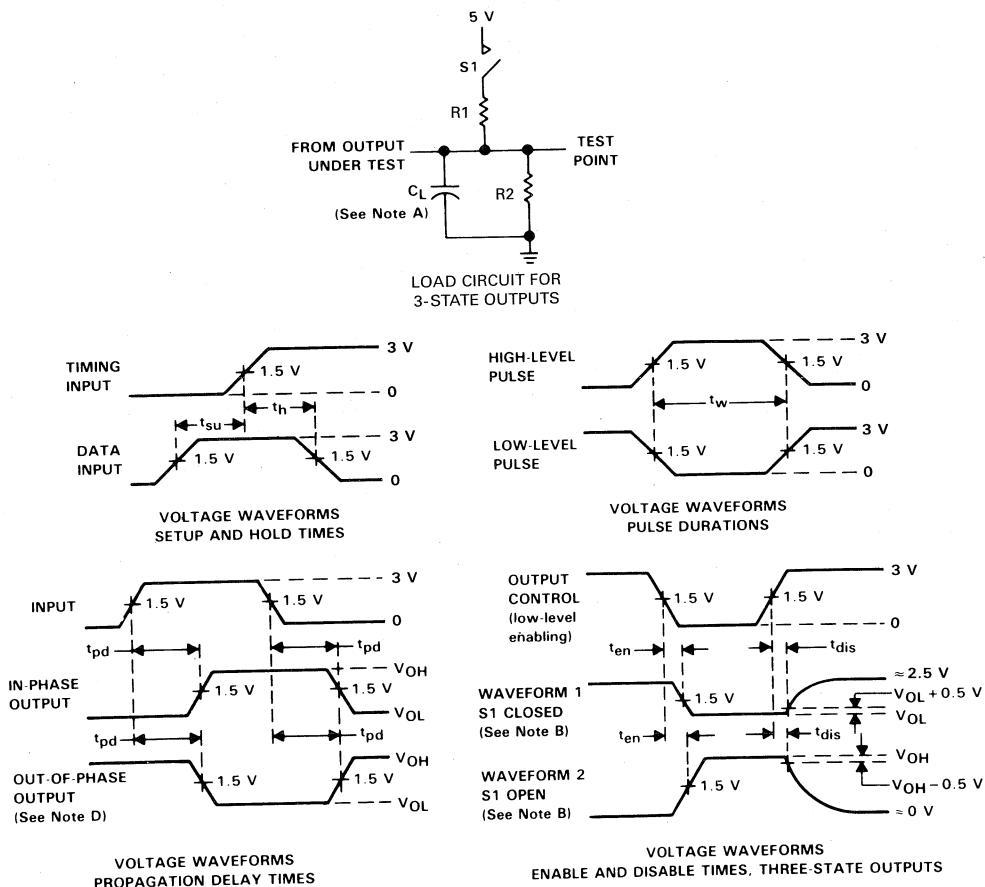 5 V
S1
R1
FROM OUTPUT
UNDER TEST
TEST
POINT
CL
(See Note A)
R2
LOAD CIRCUIT FOR
3-STATE OUTPUTS
TIMING
INPUT
1.5 V
3 V
0
tsu
th
DATA
INPUT
1.5 V
1.5 V
3 V
0
VOLTAGE WAVEFORMS
SETUP AND HOLD TIMES
HIGH-LEVEL
PULSE
1.5 V
1.5 V
3 V
0
tw
LOW-LEVEL
PULSE
1.5 V
1.5 V
3 V
0
VOLTAGE WAVEFORMS
PULSE DURATIONS
INPUT
1.5 V
1.5 V
3 V
0
tpd
tpd
IN-PHASE
OUTPUT
1.5 V
1.5 V
VOH
VOL
tpd
tpd
OUT-OF-PHASE
OUTPUT
(See Note D)
1.5 V
1.5 V
VOH
VOL
VOLTAGE WAVEFORMS
PROPAGATION DELAY TIMES
OUTPUT
CONTROL
(low-level
enabling)
1.5 V
1.5 V
3 V
0
ten
tdis
WAVEFORM 1
S1 CLOSED
(See Note B)
1.5 V
≈2.5 V
VOL + 0.5 V
VOL
ten
tdis
WAVEFORM 2
S1 OPEN
(See Note B)
1.5 V
VOH
VOH − 0.5 V
≈0 V
VOLTAGE WAVEFORMS
ENABLE AND DISABLE TIMES, THREE-STATE OUTPUTS